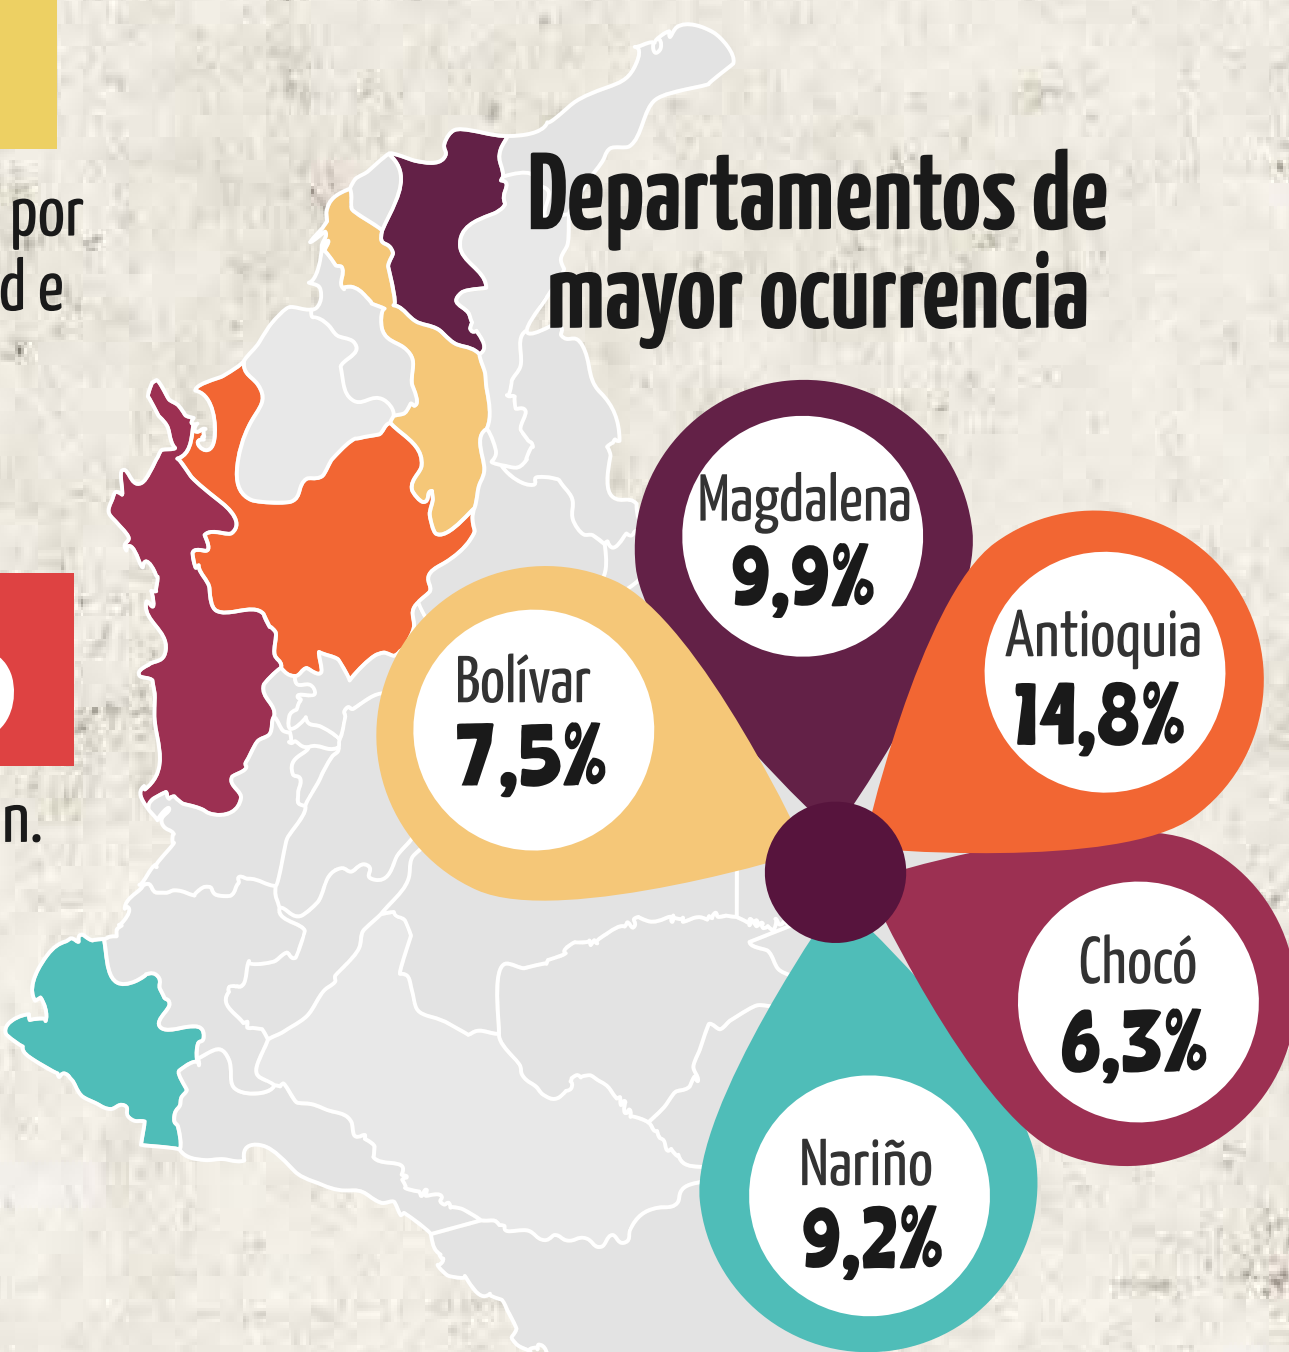 por
d e
n.
Departamentos de
mayor ocurrencia
Magdalena
9,9%
Antioquia
14,8%
Bolívar
7,5%
Chocó
6,3%
Nariño
9,2%